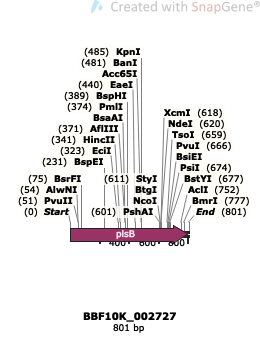 Created with SnapGene®
(485) KpnI
(481) BanI
Acc65I
(440) EaeI
(389) BspHI
(374) PmlI
BsaAI
(371) AflIII
(341) HincII
(323) EciI
(231) BspEI
(75) BsrFI
(54) AlwNI
(51) PvuII
(0) Start
(611) StyI
BtgI
NcoI
(601) PshAI
XcmI (618)
NdeI (620)
TsoI (659)
PvuI (666)
BsiEI
PsiI (674)
BstYI (677)
AclI (752)
BmrI (777)
End (801)
plsB
400
600
800
BBF10K_002727
801 bp